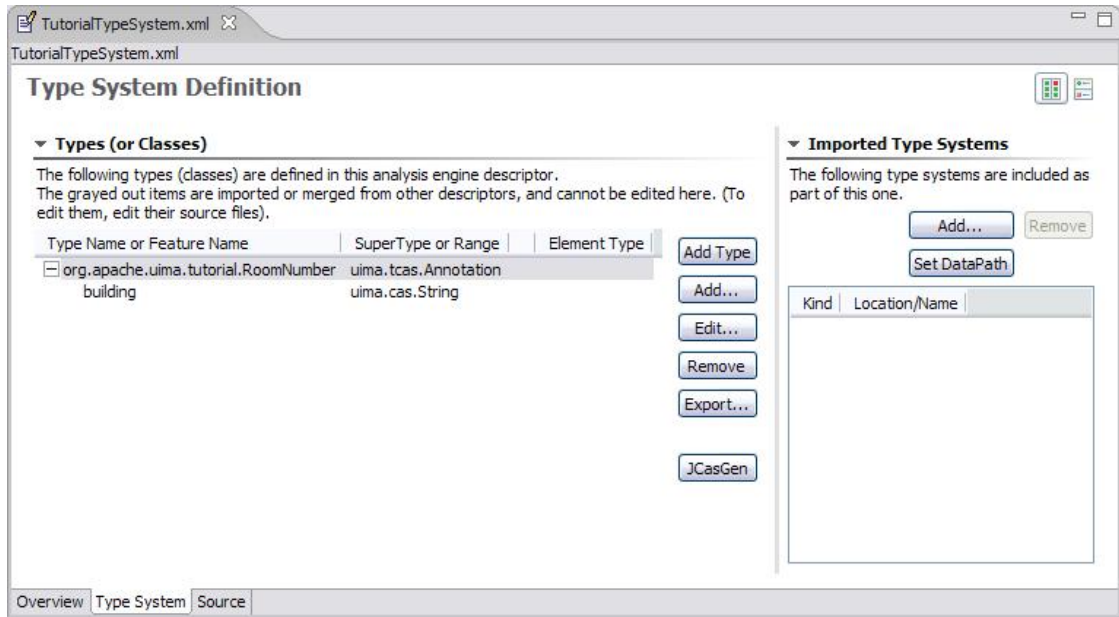 TutorialTypeSystem.xml
TutorialTypeSystem.xml
Type System Definition
Types (or Classes)
The following types (classes) are defined in this analysis engine descriptor.
The grayed out items are imported or merged from other descriptors, and cannot be edited here. (To
edit them, edit their source files).
Type Name or Feature Name SuperType or Range Element Type
org.apache.uima.tutorial.RoomNumber uima.tcas.Annotation
building uima.cas.String
Add Type
Add...
Edit...
Remove
Export...
JCasGen
Imported Type Systems
The following type systems are included as
part of this one.
Add... Remove
Set DataPath
Kind Location/Name
Overview Type System Source